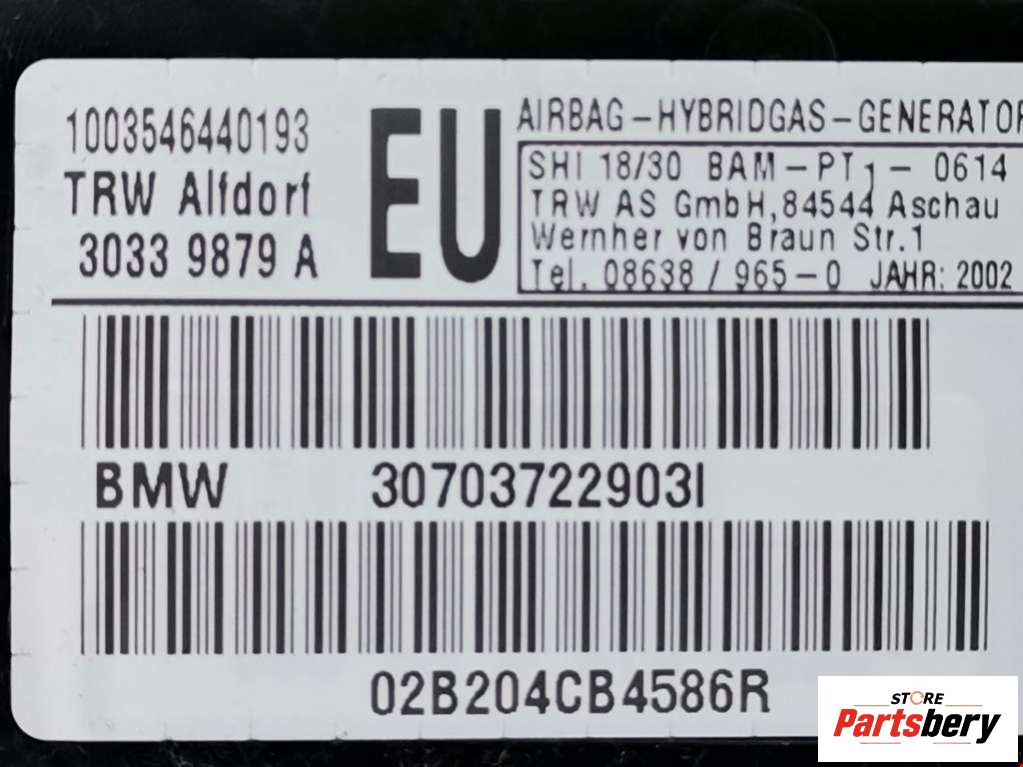 1003546440193
TRW Alfdorf
3033 9879 A
EU
AIRBAG-HYBRIDGAS-GENERATOR
SHI 18/30 BAM-PT1-0614
TRW AS GmbH, 84544 Aschau
Wernher von Braun Str.1
Tel. 08638 / 965-0 JAHR: 2002
BMW 30703722903I
02B204CB4586R
STORE
Partsbery